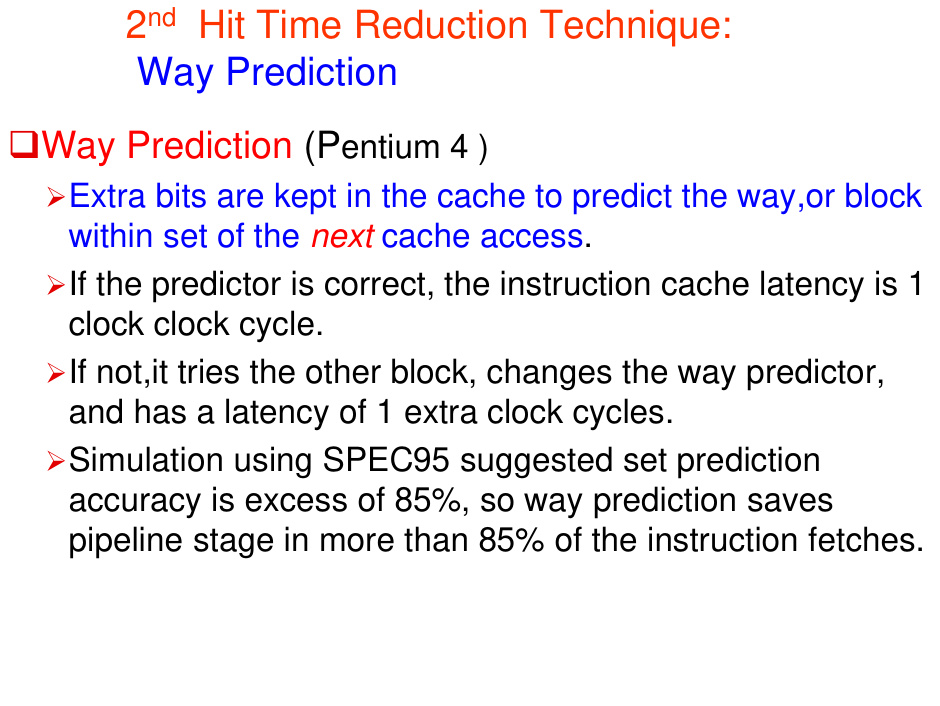 2nd Hit Time Reduction Technique:
Way Prediction
Way Prediction (Pentium 4 )
Extra bits are kept in the cache to predict the way,or block
within set of the next cache access.
If the predictor is correct, the instruction cache latency is 1
clock clock cycle.
If not,it tries the other block, changes the way predictor,
and has a latency of 1 extra clock cycles.
Simulation using SPEC95 suggested set prediction
accuracy is excess of 85%, so way prediction saves
pipeline stage in more than 85% of the instruction fetches.